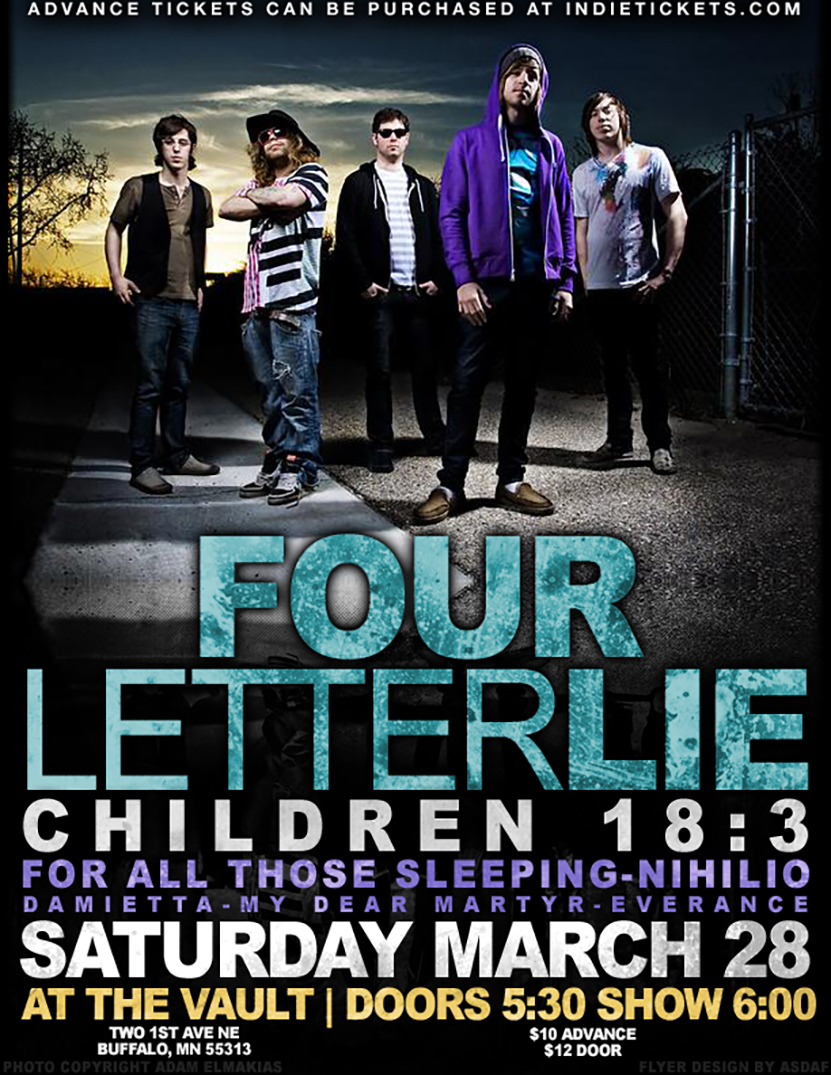 ADVANCE TICKETS CAN BE PURCHASED AT INDIETICKETS.COM
FOUR
LETTERLIE
CHILDREN 18:3
FOR ALL THOSE SLEEPING-NIHILIO
DAMIETTA-MY DEAR MARTYR-EVERANCE
SATURDAY MARCH 28
AT THE VAULT | DOORS 5:30 SHOW 6:00
TWO 1ST AVE NE
BUFFALO, MN 55313
$10 ADVANCE
$12 DOOR
PHOTO COPYRIGHT ADAM ELMAKIAS
FLYER DESIGN BY ASDAF